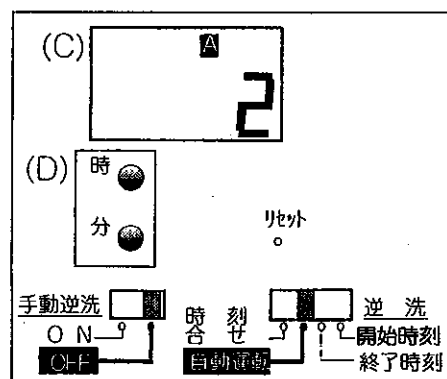 (C)
A
2
(D)
時
分
リセット
手動逆洗
ON
OFF
時刻合せ
自動運転
逆洗
開始時刻
終了時刻